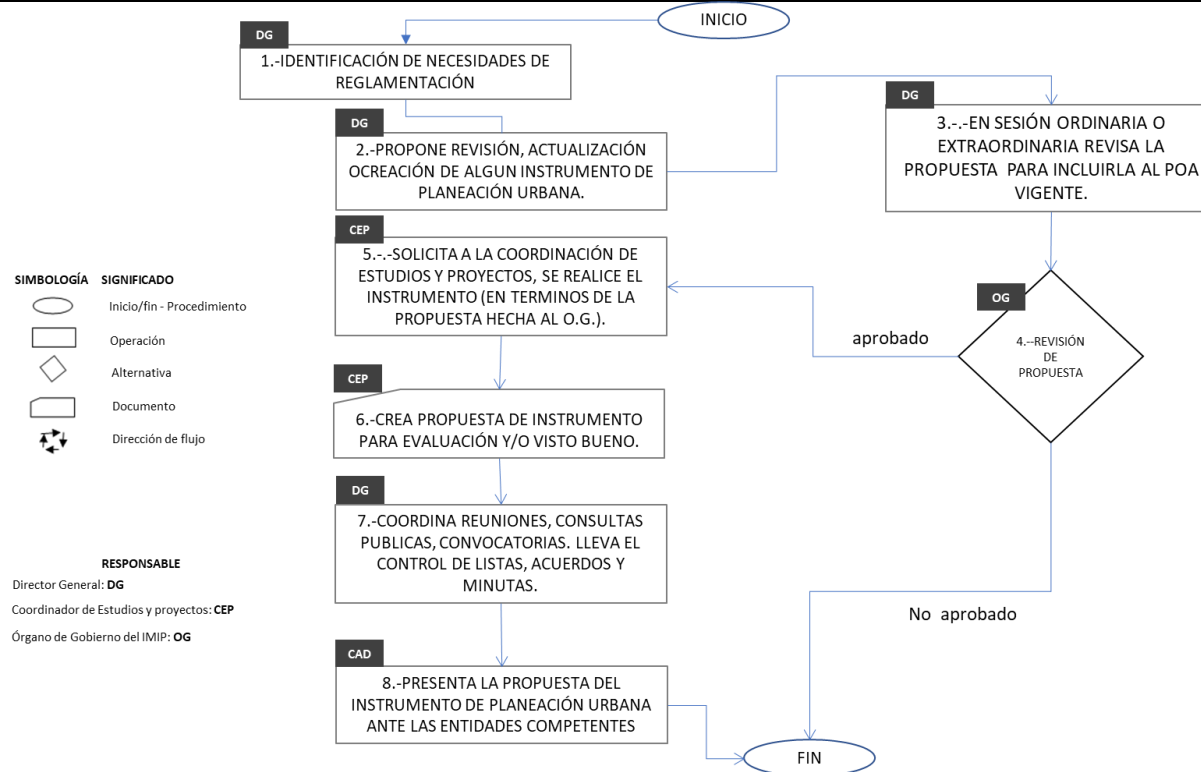 INICIO
DG
1.-IDENTIFICACIÓN DE NECESIDADES DE
REGLAMENTACIÓN
DG
2.-PROPONE REVISIÓN, ACTUALIZACIÓN
OCREACIÓN DE ALGUN INSTRUMENTO DE
PLANEACIÓN URBANA.
DG
3.-.-EN SESIÓN ORDINARIA O
EXTRAORDINARIA REVISA LA
PROPUESTA PARA INCLUIRLA AL POA
VIGENTE.
OG
4.--REVISIÓN
DE
PROPUESTA
aprobado
No aprobado
CEP
5.-.-SOLICITA A LA COORDINACIÓN DE
ESTUDIOS Y PROYECTOS, SE REALICE EL
INSTRUMENTO (EN TERMINOS DE LA
PROPUESTA HECHA AL O.G.).
CEP
6.-CREA PROPUESTA DE INSTRUMENTO
PARA EVALUACIÓN Y/O VISTO BUENO.
DG
7.-COORDINA REUNIONES, CONSULTAS
PUBLICAS, CONVOCATORIAS. LLEVA EL
CONTROL DE LISTAS, ACUERDOS Y
MINUTAS.
CAD
8.-PRESENTA LA PROPUESTA DEL
INSTRUMENTO DE PLANEACIÓN URBANA
ANTE LAS ENTIDADES COMPETENTES
FIN
SIMBOLOGÍA SIGNIFICADO
Inicio/fin - Procedimiento
Operación
Alternativa
Documento
Dirección de flujo
RESPONSABLE
Director General: DG
Coordinador de Estudios y proyectos: CEP
Órgano de Gobierno del IMIP: OG